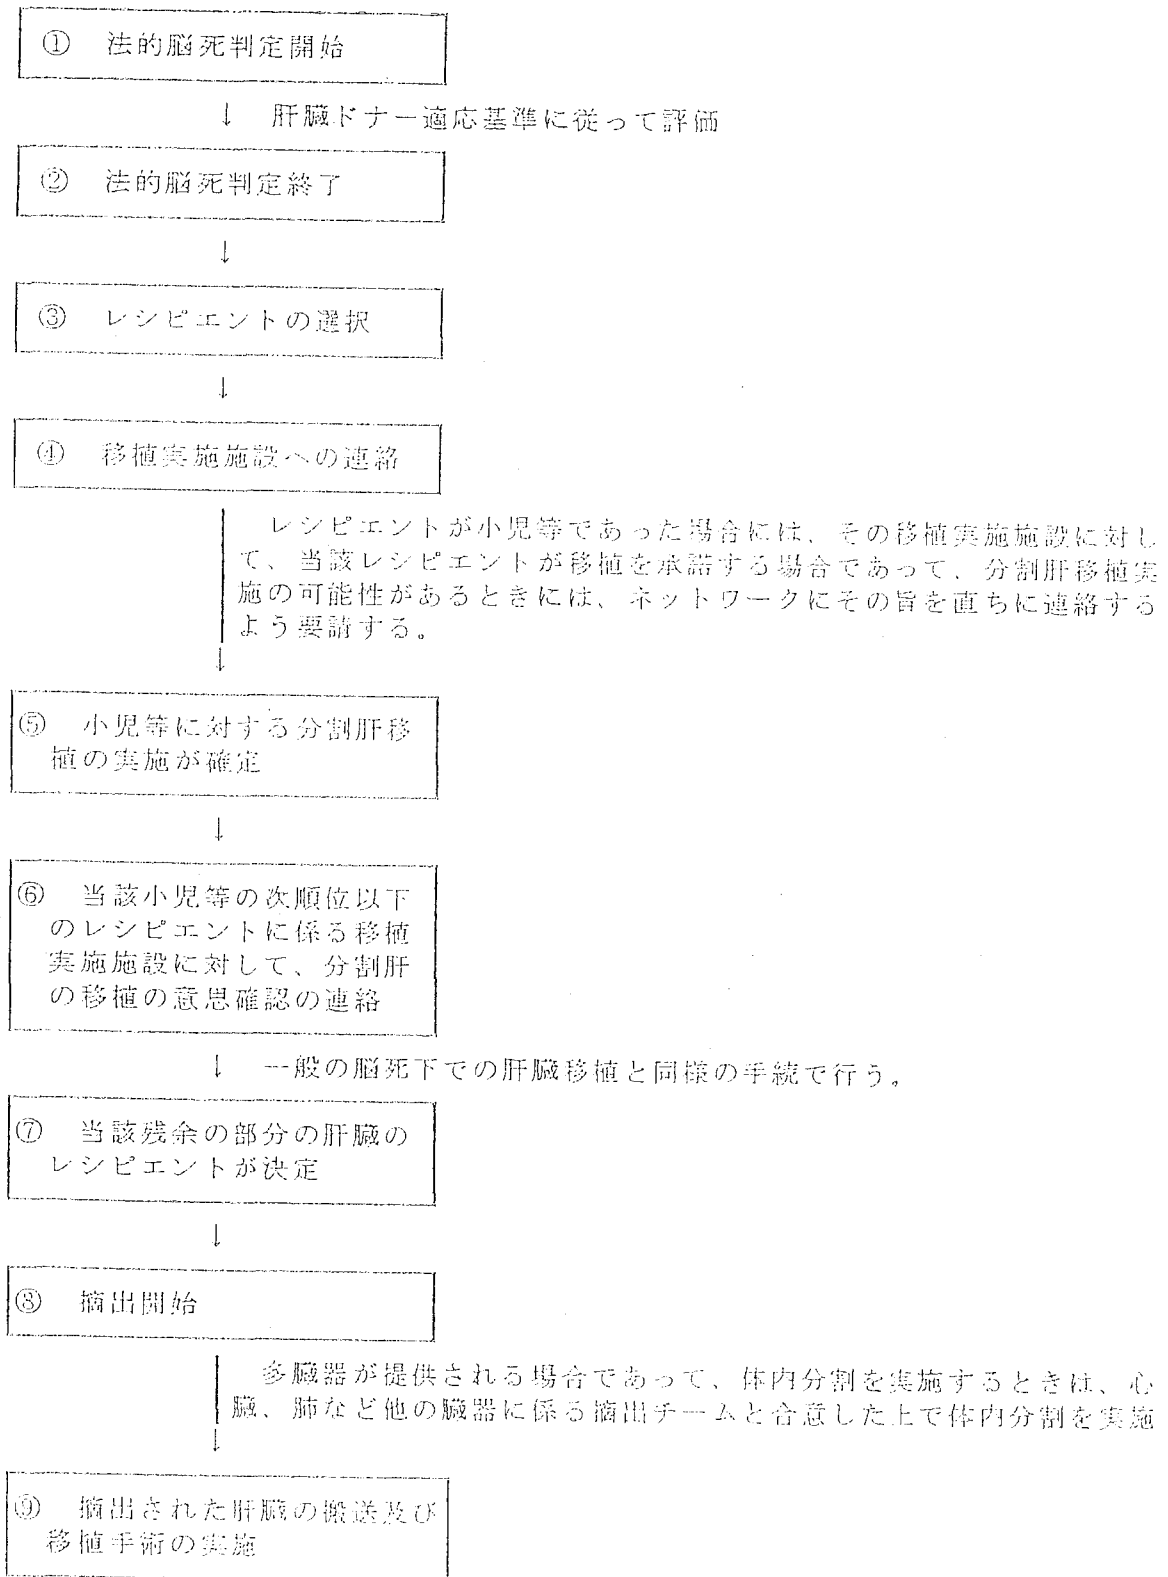 ① 法的脳死判定開始
↓ 肝臓ドナー適応基準に従って評価
② 法的脳死判定終了
↓
③ レシピエントの選択
↓
④ 移植実施施設への連絡
レシピエントが小児等であった場合には、その移植実施施設に対し
て、当該レシピエントが移植を承諾する場合であって、分割肝移植実
施の可能性があるときには、ネットワークにその旨を直ちに連絡する
よう要請する。
↓
⑤ 小児等に対する分割肝移
植の実施が確定
↓
⑥ 当該小児等の次順位以下
のレシピエントに係る移植
実施施設に対して、分割肝
の移植の意思確認の連絡
↓ 一般の脳死下での肝臓移植と同様の手続で行う。
⑦ 当該残余の部分の肝臓の
レシピエントが決定
↓
⑧ 摘出開始
多臓器が提供される場合であって、体内分割を実施するときは、心
臓、肺など他の臓器に係る摘出チームと合意した上で体内分割を実施
↓
⑨ 摘出された肝臓の搬送及び
移植手術の実施